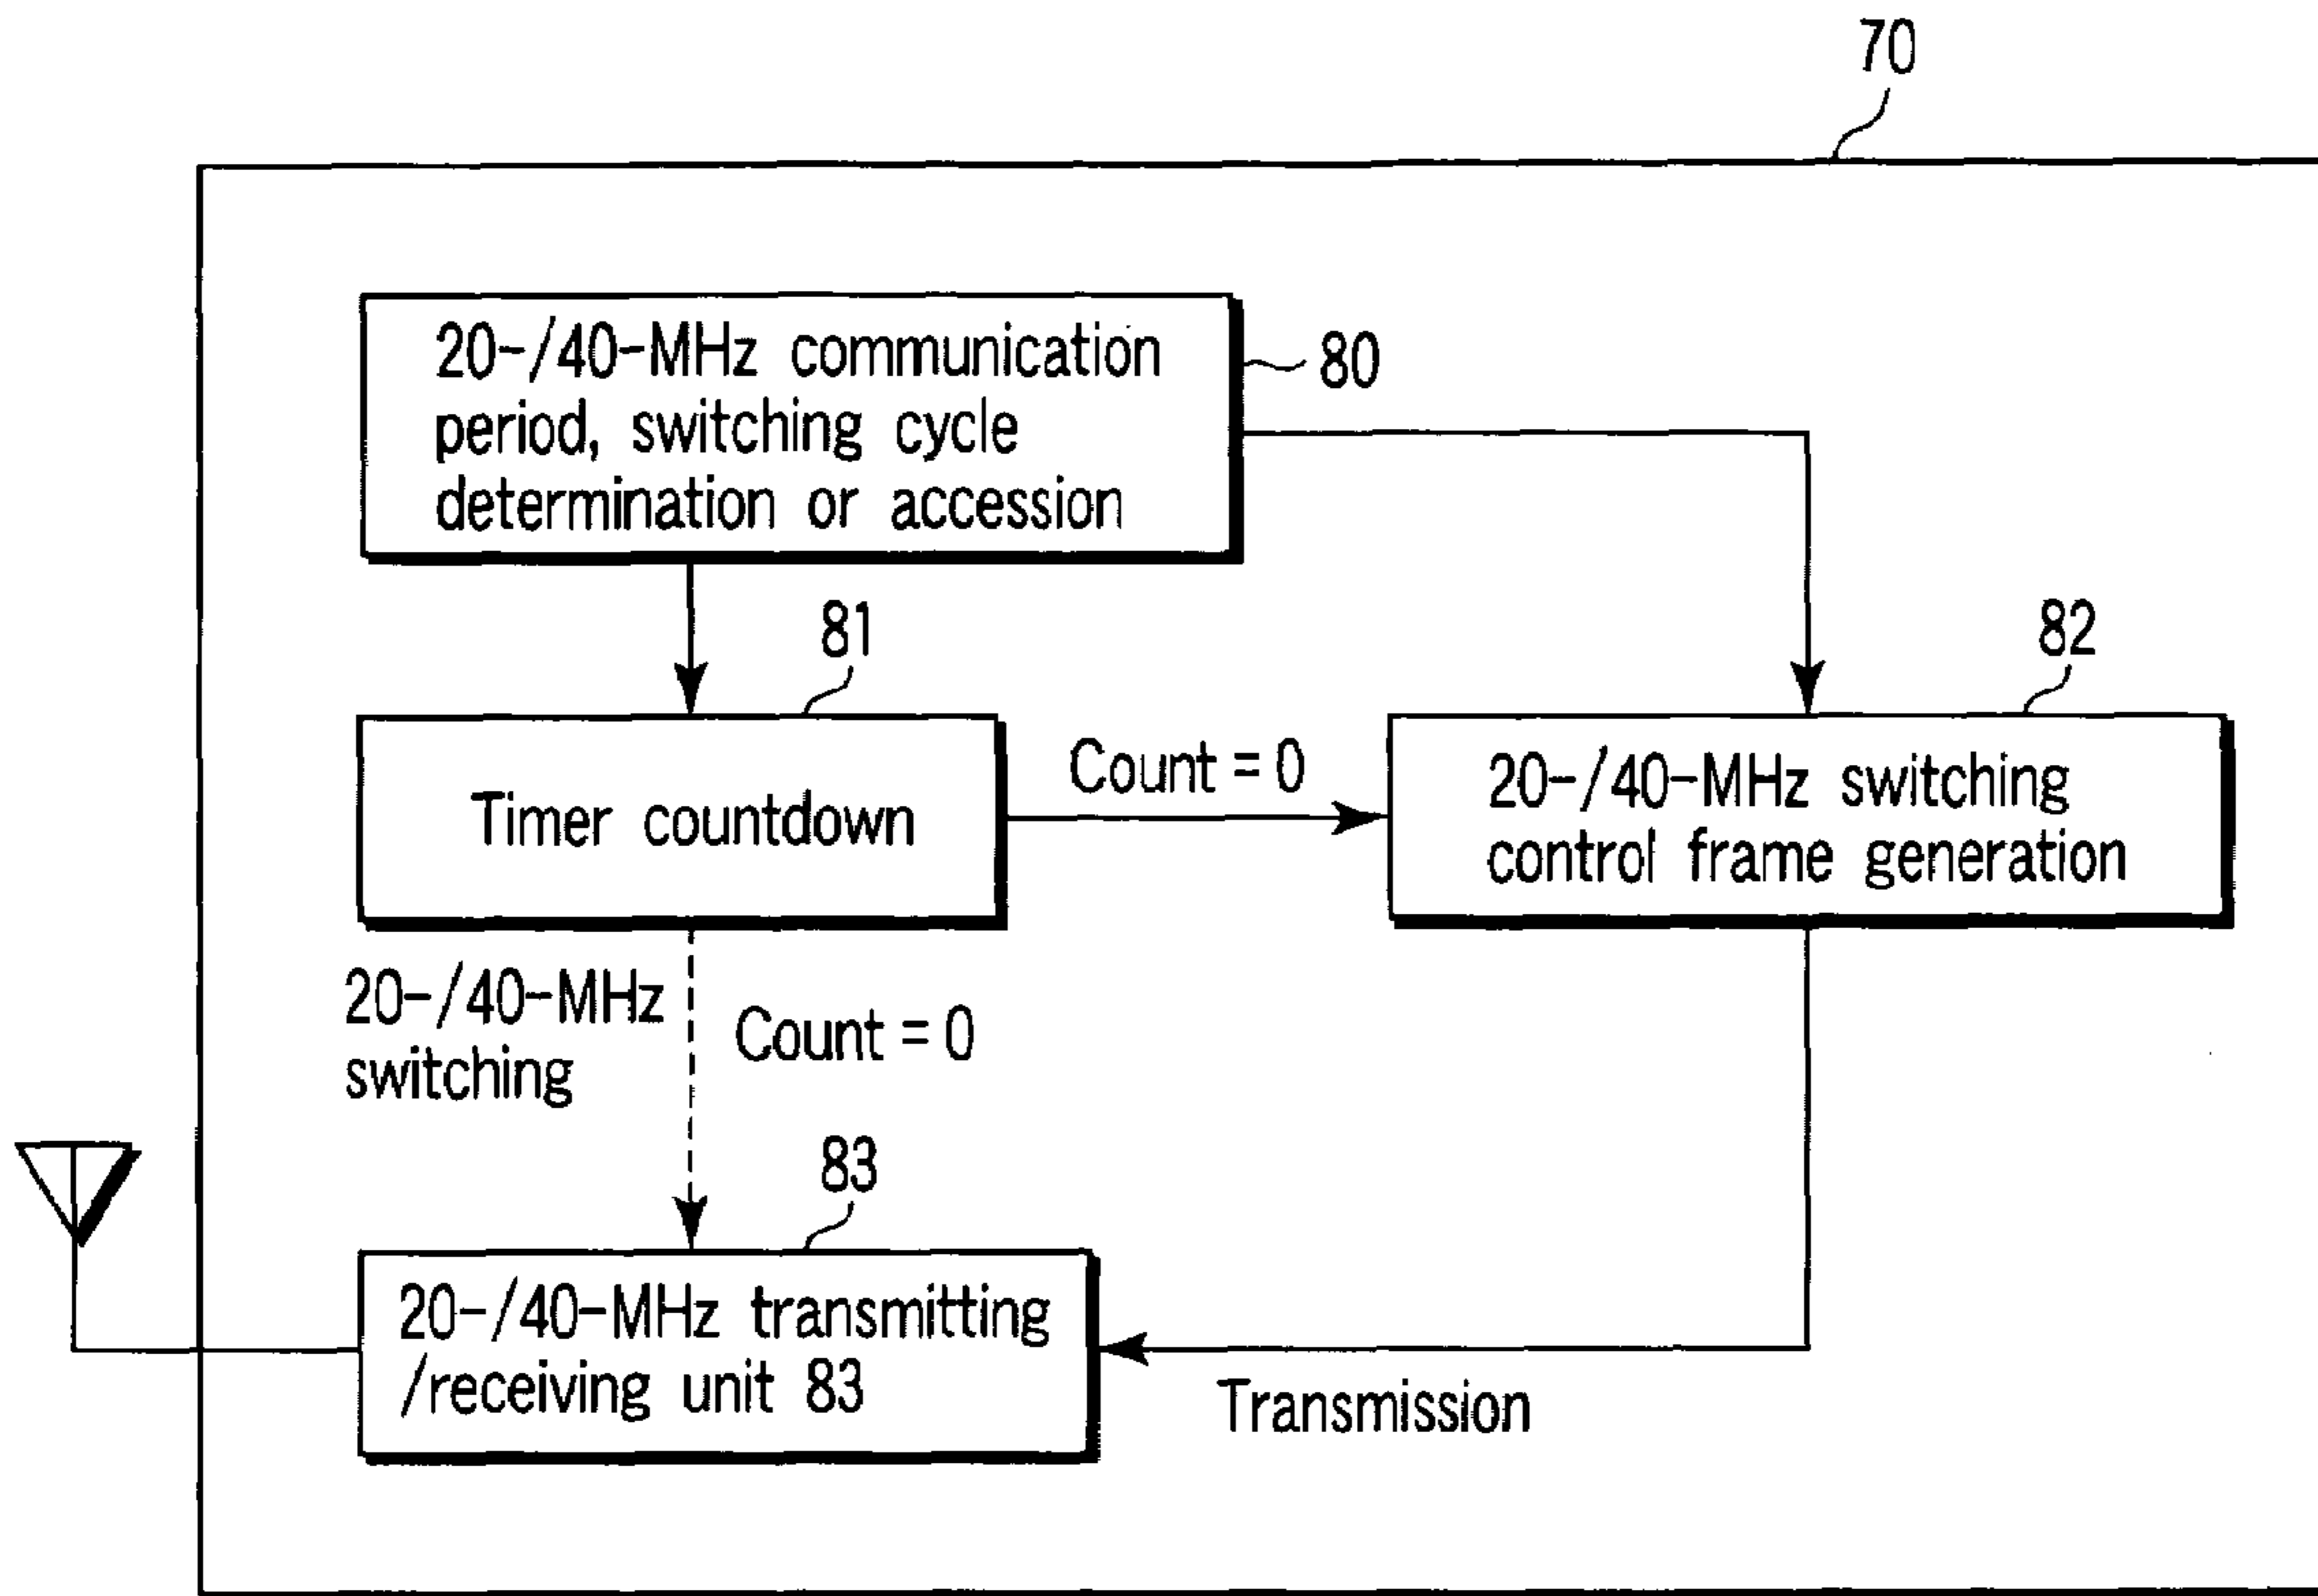 70
20-/40-MHz communication
period, switching cycle
determination or accession
80
81
82
Timer countdown
Count = 0
20-/40-MHz switching
control frame generation
20-/40-MHz
switching
Count = 0
83
20-/40-MHz transmitting
/receiving unit 83
Transmission